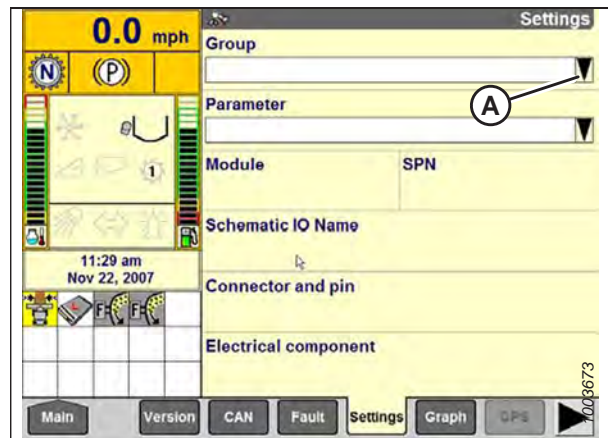 0.0 mph
Settings
Group
N
(P)
A
Parameter
Module
SPN
1
Schematic IO Name
11:29 am
Nov 22, 2007
Connector and pin
F
F
Electrical component
1003673
Main
Version
CAN
Fault
Settings
Graph
GPS